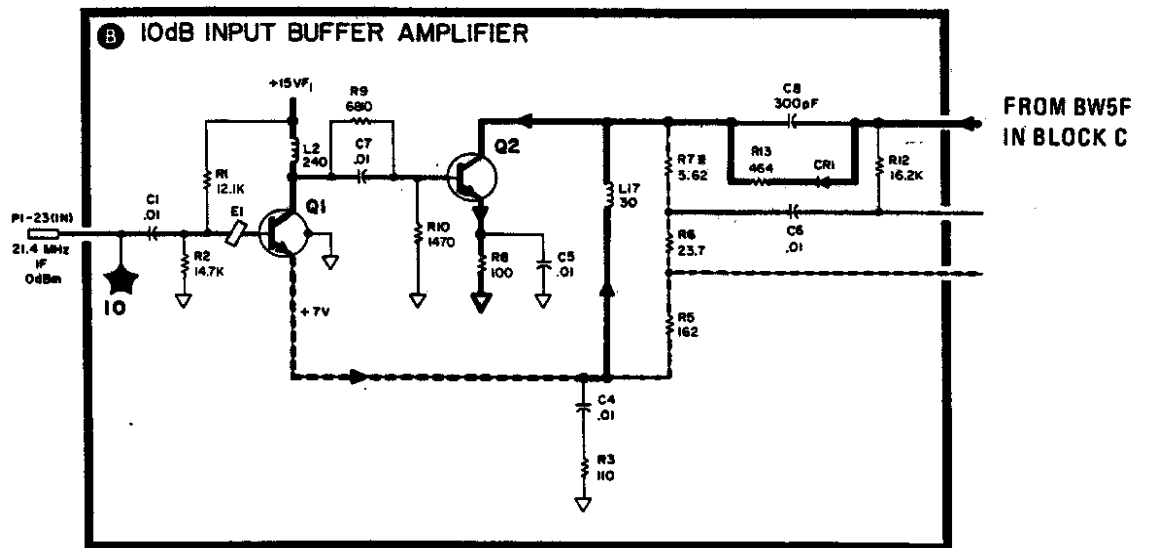 B 10dB INPUT BUFFER AMPLIFIER
+15VF1
R9
6810
C8
300pF
FROM BW5F
IN BLOCK C
L2
240
C7
.01
Q2
R1
12.1K
R7#
5.62
R13
464
CR1
R12
16.2K
L17
30
P1-23(IN)
C1
.01
E1
Q1
21.4 MHz
IF
0dBm
R2
14.7K
R10
1470
R8
100
C5
.01
R6
23.7
C6
.01
10
+7V
R5
162
C4
.01
R3
110